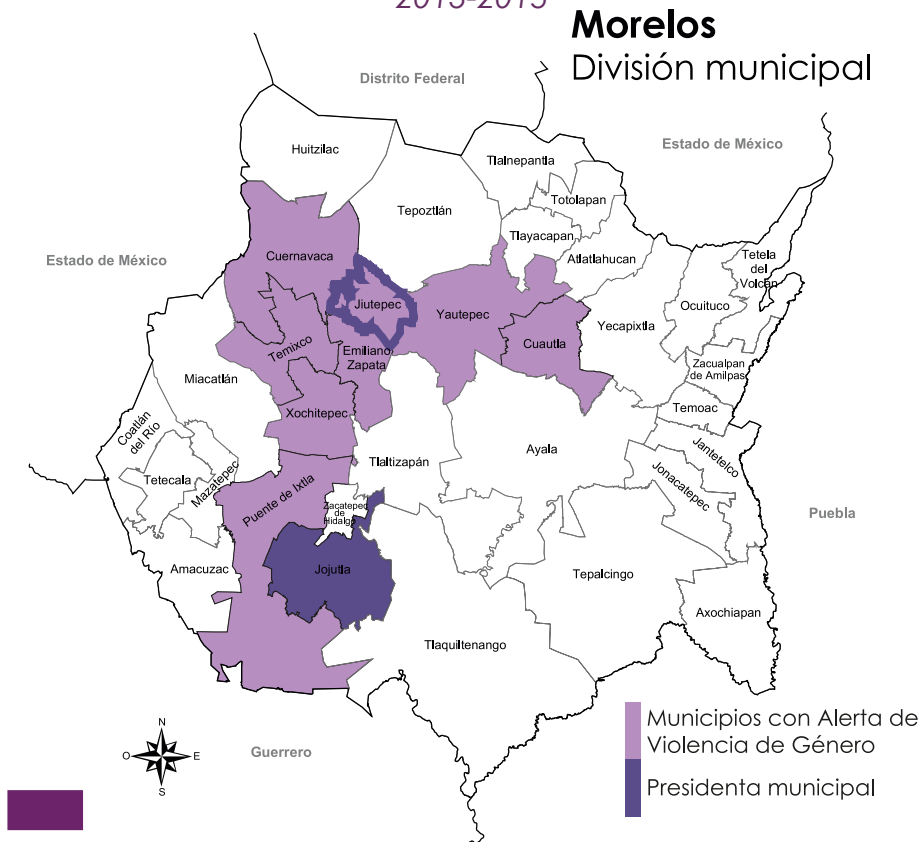 2013-2015
Morelos
División municipal
Distrito Federal
Estado de México
Huitzilac
Tlalnepantla
Totolapan
Tepoztlán
Tlayacapan
Cuernavaca
Atlatlahucan
Tetela
del
Volcán
Estado de México
Jiutepec
Yautepec
Ocuituco
Yecapixtla
Temixco
Emiliano
Zapata
Cuautla
Zacualpan
de Amilpas
Miacatlán
Xochitepec
Temoac
Coatlán
del Río
Tetecala
Mazatepec
Tlaltizapán
Ayala
Jantetelco
Jonacatepec
Puente de Ixtla
Zacatepec
de
Hidalgo
Puebla
Amacuzac
Jojutla
Tepalcingo
Axochiapan
Tlaquiltenango
N
O
E
S
Guerrero
Municipios con Alerta de
Violencia de Género
Presidenta municipal